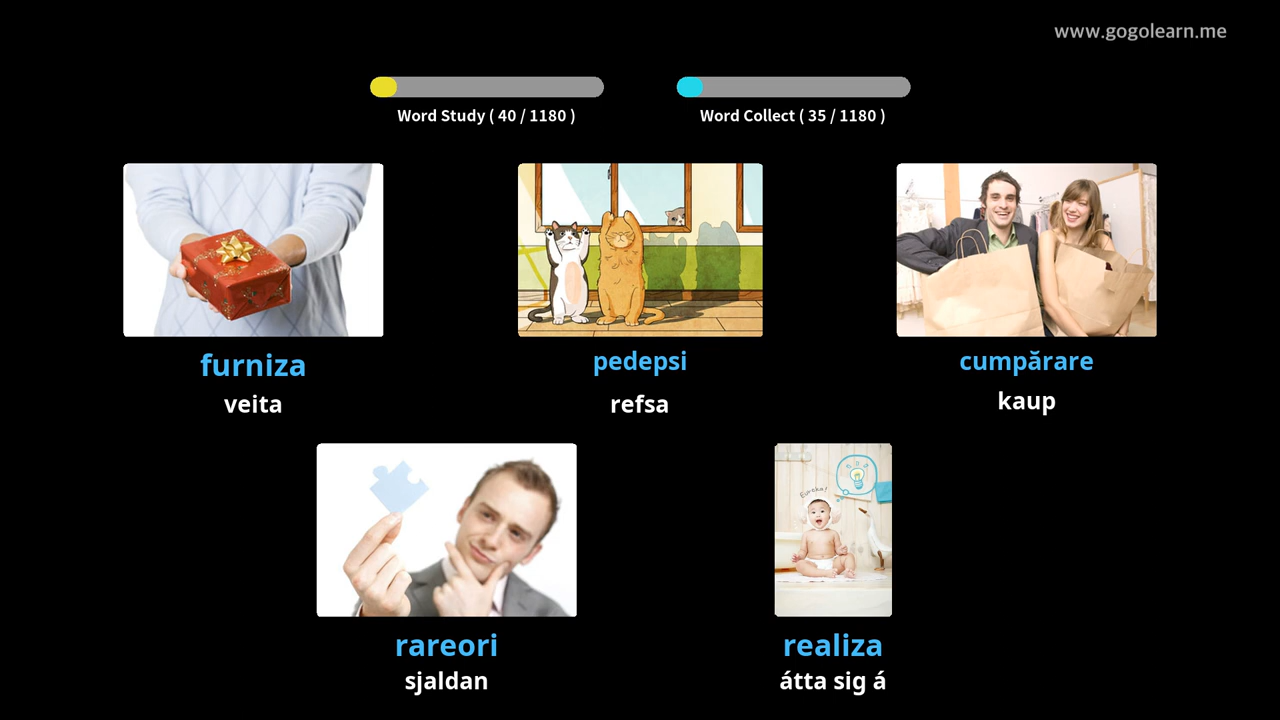 www.gogolearn.me
Word Study ( 40 / 1180 )
Word Collect ( 35 / 1180 )
furniza
veita
pedepsi
refsa
cumpărare
kaup
rareori
sjaldan
Eureka!
realiza
átta sig á